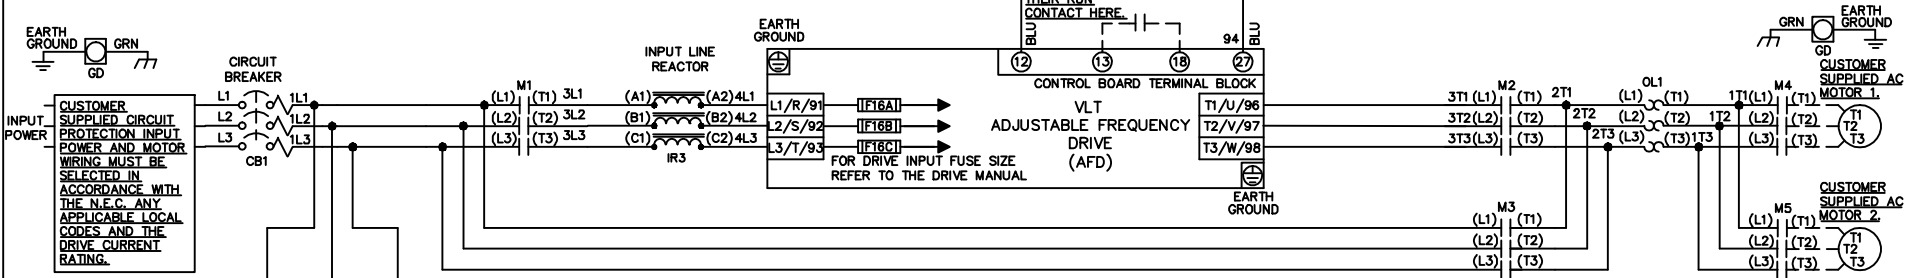 THEIR RUN
CONTACT HERE.
EARTH
GROUND
GRN
GD
CIRCUIT
BREAKER
INPUT LINE
REACTOR
EARTH
GROUND
BLU
94
BLU
12
13
18
27
CONTROL BOARD TERMINAL BLOCK
GRN
EARTH
GROUND
GD
INPUT
POWER
CUSTOMER
SUPPLIED CIRCUIT
PROTECTION INPUT
POWER AND MOTOR
WIRING MUST BE
SELECTED IN
ACCORDANCE WITH
THE N.E.C. ANY
APPLICABLE LOCAL
CODES AND THE
DRIVE CURRENT
RATING.
L1
L2
L3
CB1
1L1
1L2
1L3
M1
(L1) (T1) 3L1
(L2) (T2) 3L2
(L3) (T3) 3L3
(A1) (A2) 4L1
(B1) (B2) 4L2
(C1) (C2) 4L3
IR3
L1/R/91
L2/S/92
L3/T/93
IF16A
IF16B
IF16C
FOR DRIVE INPUT FUSE SIZE
REFER TO THE DRIVE MANUAL
VLT
ADJUSTABLE FREQUENCY
DRIVE
(AFD)
T1/U/96
T2/V/97
T3/W/98
EARTH
GROUND
M2
3T1 (L1) (T1) 2T1
3T2 (L2) (T2) 2T2
3T3 (L3) (T3) 2T3
OL1
(L1) (T1) 1T1
(L2) (T2) 1T2
(L3) (T3) 1T3
M4
(L1) (T1)
(L2) (T2)
(L3) (T3)
CUSTOMER
SUPPLIED AC
MOTOR 1.
T1
T2
T3
M3
(L1) (T1)
(L2) (T2)
(L3) (T3)
M5
(L1) (T1)
(L2) (T2)
(L3) (T3)
CUSTOMER
SUPPLIED AC
MOTOR 2.
T1
T2
T3